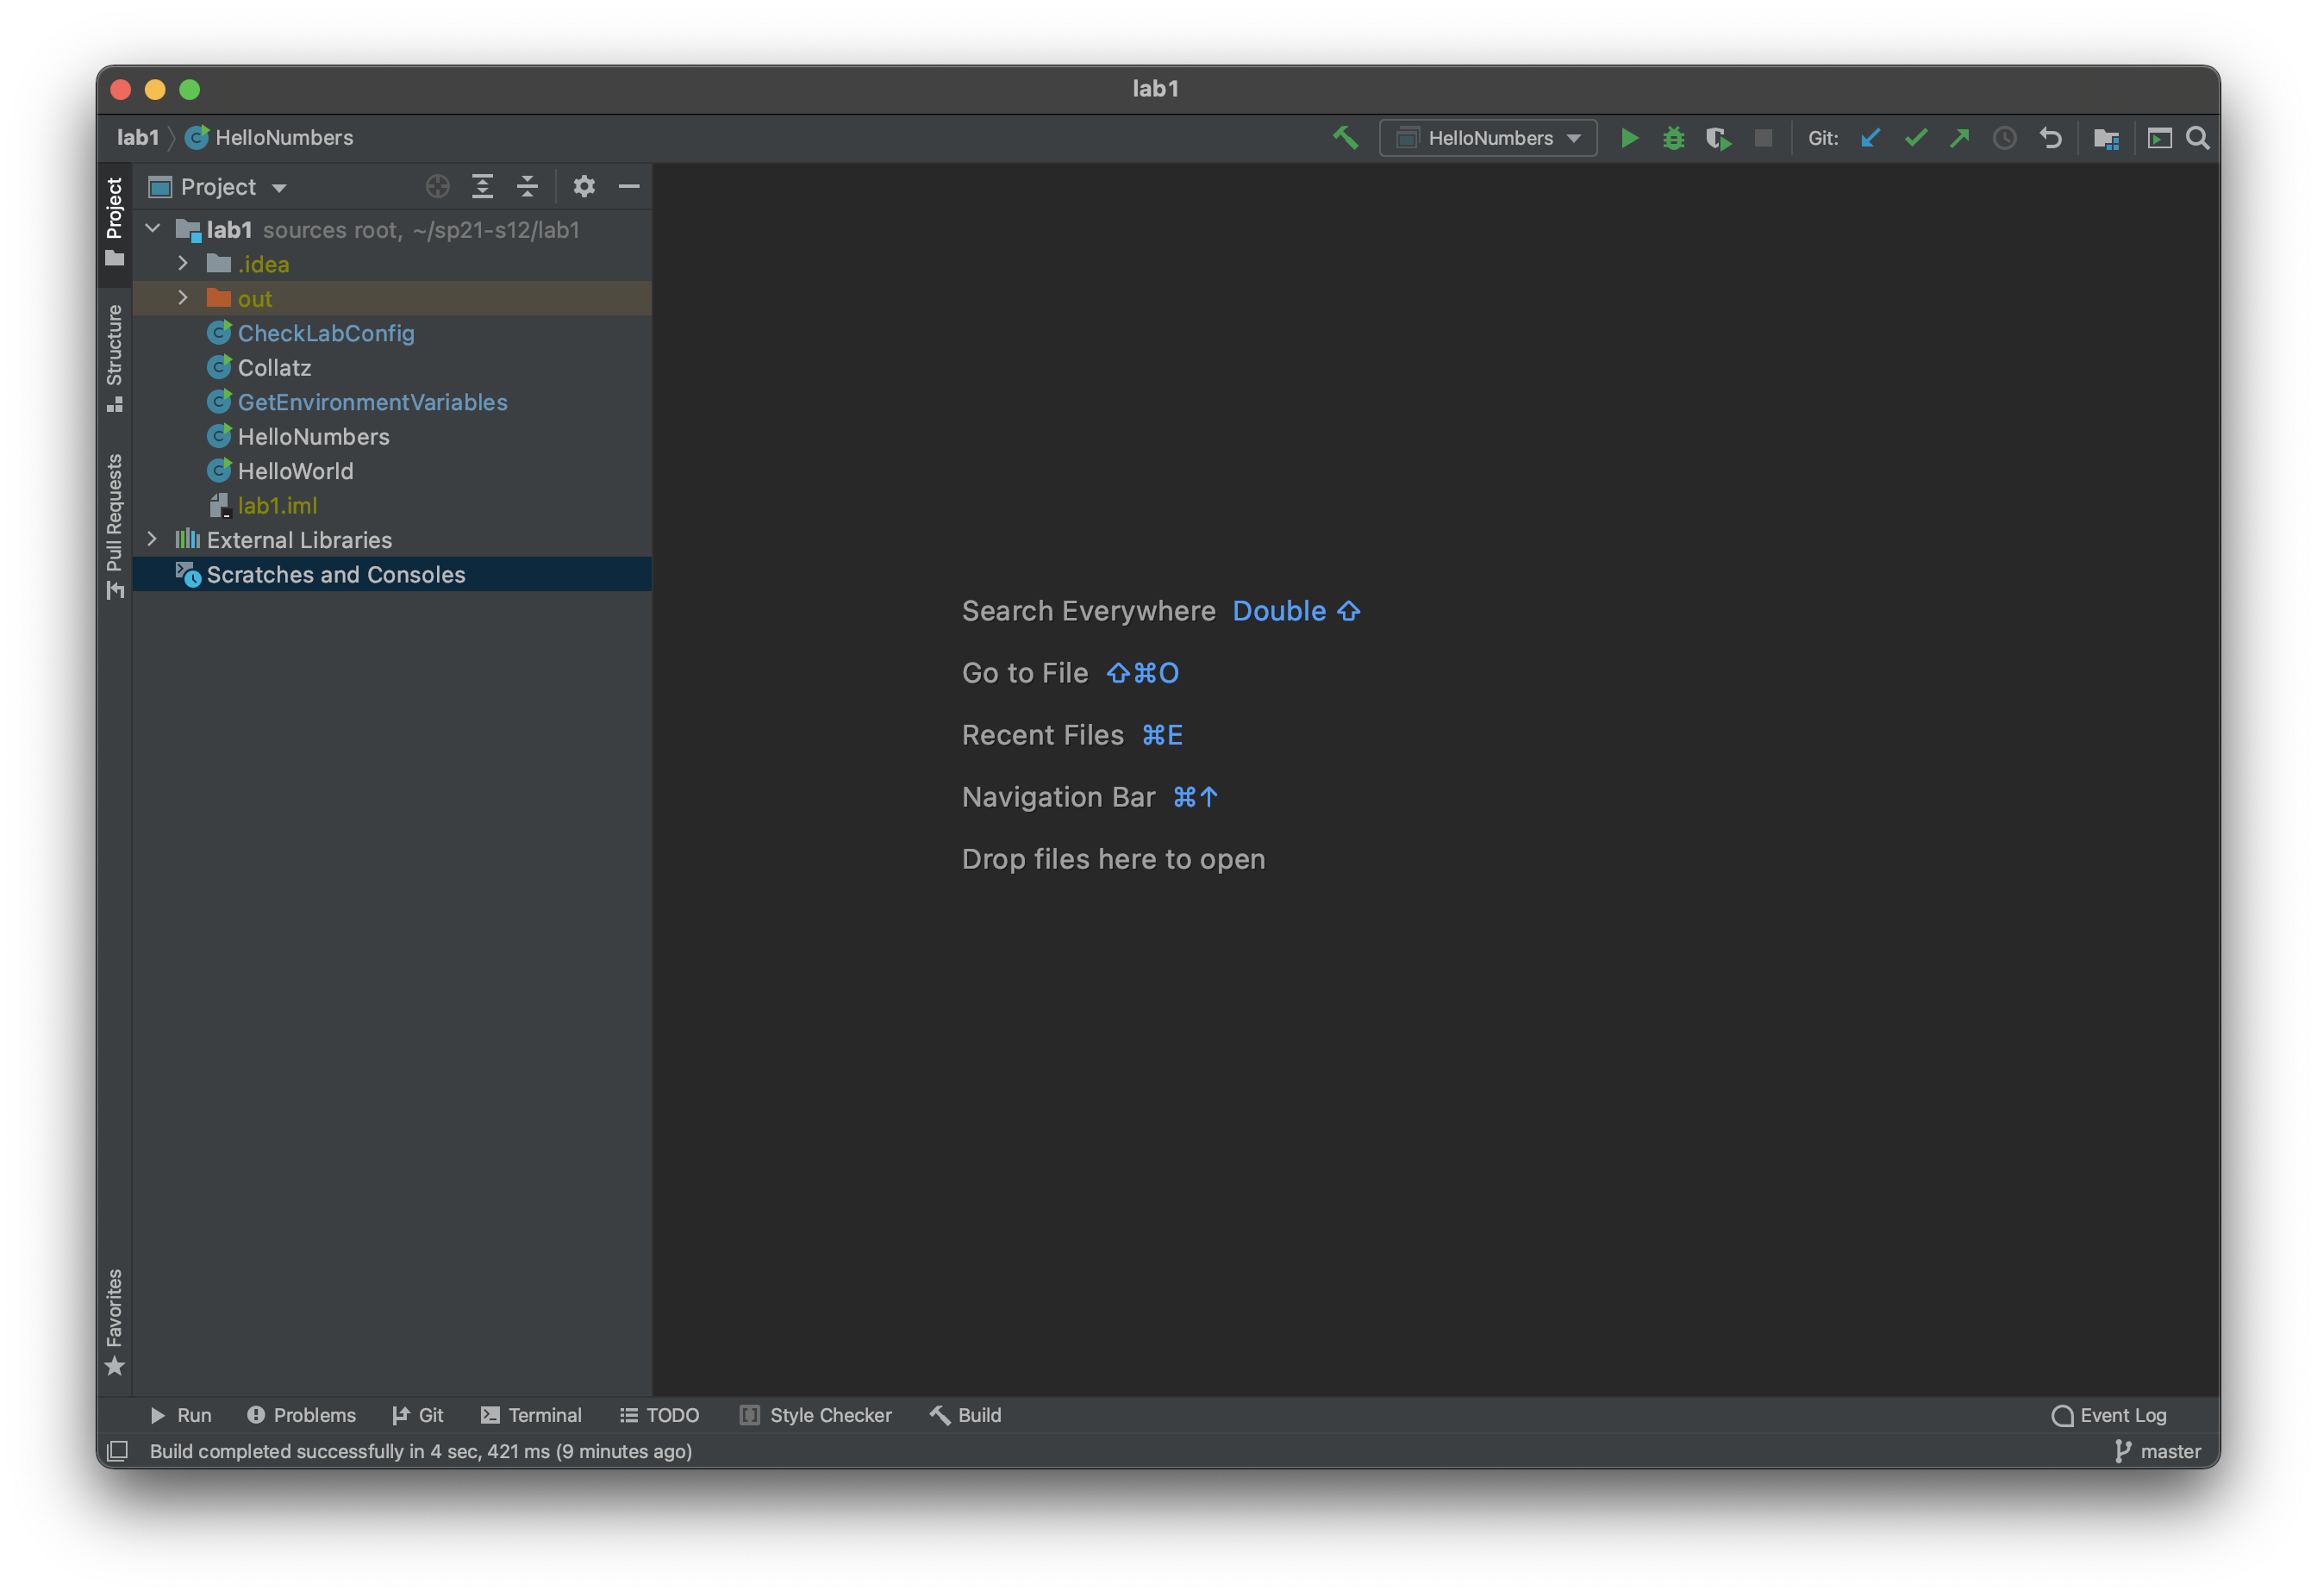 lab1
lab1 HelloNumbers
HelloNumbers
Git:
Project
Structure
Pull Requests
Favorites
Project
lab1 sources root, ~/sp21-s12/lab1
.idea
out
CheckLabConfig
Collatz
GetEnvironmentVariables
HelloNumbers
HelloWorld
lab1.iml
External Libraries
Scratches and Consoles
Search Everywhere Double ⇧
Go to File ⇧⌘O
Recent Files ⌘E
Navigation Bar ⌘↑
Drop files here to open
Run Problems Git Terminal TODO Style Checker Build Event Log
Build completed successfully in 4 sec, 421 ms (9 minutes ago) master